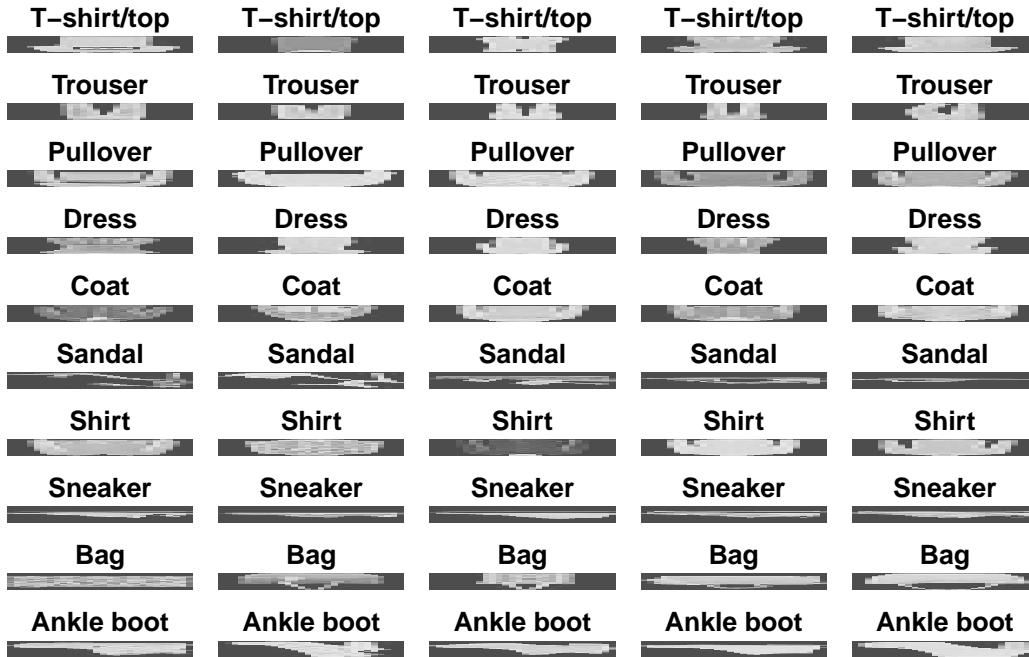 T−shirt/top T−shirt/top T−shirt/top T−shirt/top T−shirt/top
Trouser Trouser Trouser Trouser Trouser
Pullover Pullover Pullover Pullover Pullover
Dress Dress Dress Dress Dress
Coat Coat Coat Coat Coat
Sandal Sandal Sandal Sandal Sandal
Shirt Shirt Shirt Shirt Shirt
Sneaker Sneaker Sneaker Sneaker Sneaker
Bag Bag Bag Bag Bag
Ankle boot Ankle boot Ankle boot Ankle boot Ankle boot